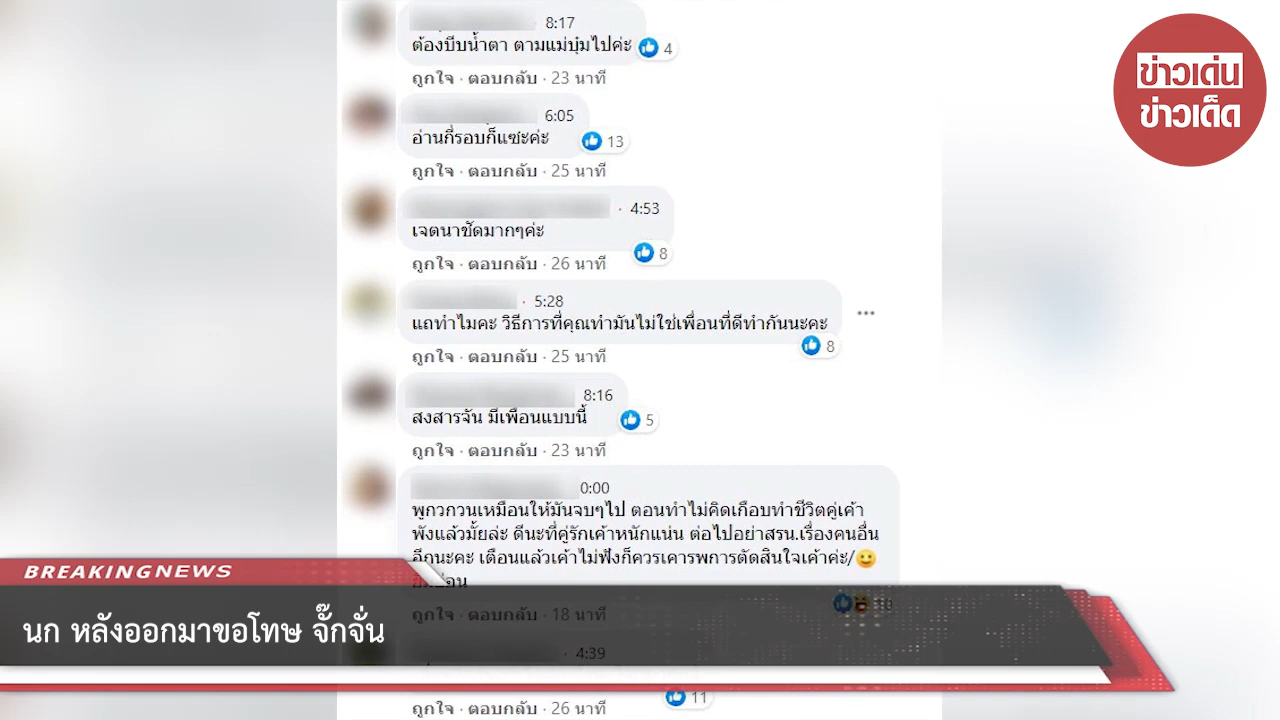 8:17
ต้องบีบน้ำตา ตามแม่บุ๋มไปค่ะ
4
ถูกใจ · ตอบกลับ · 23 นาที
6:05
อ่านกี่รอบก็แซะค่ะ
13
ถูกใจ · ตอบกลับ · 25 นาที
· 4:53
เจตนาชัดมากๆค่ะ
8
ถูกใจ · ตอบกลับ · 26 นาที
· 5:28
แถทำไมคะ วิธีการที่คุณทำมันไม่ใช่เพื่อนที่ดีทำกันนะคะ
8
ถูกใจ · ตอบกลับ · 25 นาที
8:16
สงสารจัน มีเพื่อนแบบนี้
5
ถูกใจ · ตอบกลับ · 23 นาที
0:00
พูกวกวนเหมือนให้มันจบๆไป ตอนทำไม่คิดเกือบทำชีวิตคู่เค้า
พังแล้วมั้ยล่ะ ดีนะที่คู่รักเค้าหนักแน่น ต่อไปอย่าสรน.เรื่องคนอื่น
อีกนะคะ เตือนแล้วเค้าไม่ฟังก็ควรเคารพการตัดสินใจเค้าค่ะ/🙂
ถูกใจ · ตอบกลับ · 18 นาที
· 4:39
11
ถูกใจ · ตอบกลับ · 26 นาที
ข่าวเด่น
ข่าวเด็ด
BREAKING NEWS
นก หลังออกมาขอโทษ จั๊กจั่น